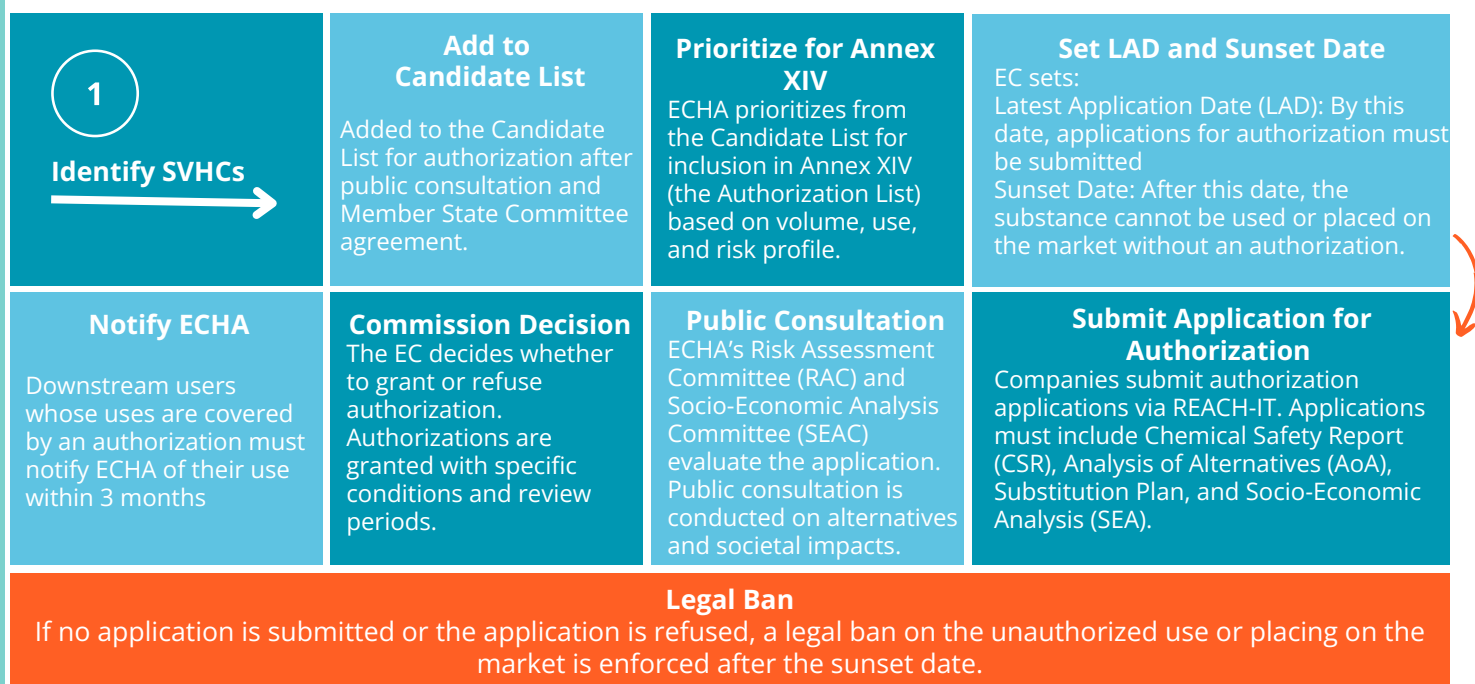 1
Identify SVHCs
Add to
Candidate List
Added to the Candidate
List for authorization after
public consultation and
Member State Committee
agreement.
Prioritize for Annex
XIV
ECHA prioritizes from
the Candidate List for
inclusion in Annex XIV
(the Authorization List)
based on volume, use,
and risk profile.
Set LAD and Sunset Date
EC sets:
Latest Application Date (LAD): By this
date, applications for authorization must
be submitted
Sunset Date: After this date, the
substance cannot be used or placed on
the market without an authorization.
Submit Application for
Authorization
Companies submit authorization
applications via REACH-IT. Applications
must include Chemical Safety Report
(CSR), Analysis of Alternatives (AoA),
Substitution Plan, and Socio-Economic
Analysis (SEA).
Public Consultation
ECHA’s Risk Assessment
Committee (RAC) and
Socio-Economic Analysis
Committee (SEAC)
evaluate the application.
Public consultation is
conducted on alternatives
and societal impacts.
Commission Decision
The EC decides whether
to grant or refuse
authorization.
Authorizations are
granted with specific
conditions and review
periods.
Notify ECHA
Downstream users
whose uses are covered
by an authorization must
notify ECHA of their use
within 3 months
Legal Ban
If no application is submitted or the application is refused, a legal ban on the unauthorized use or placing on the
market is enforced after the sunset date.